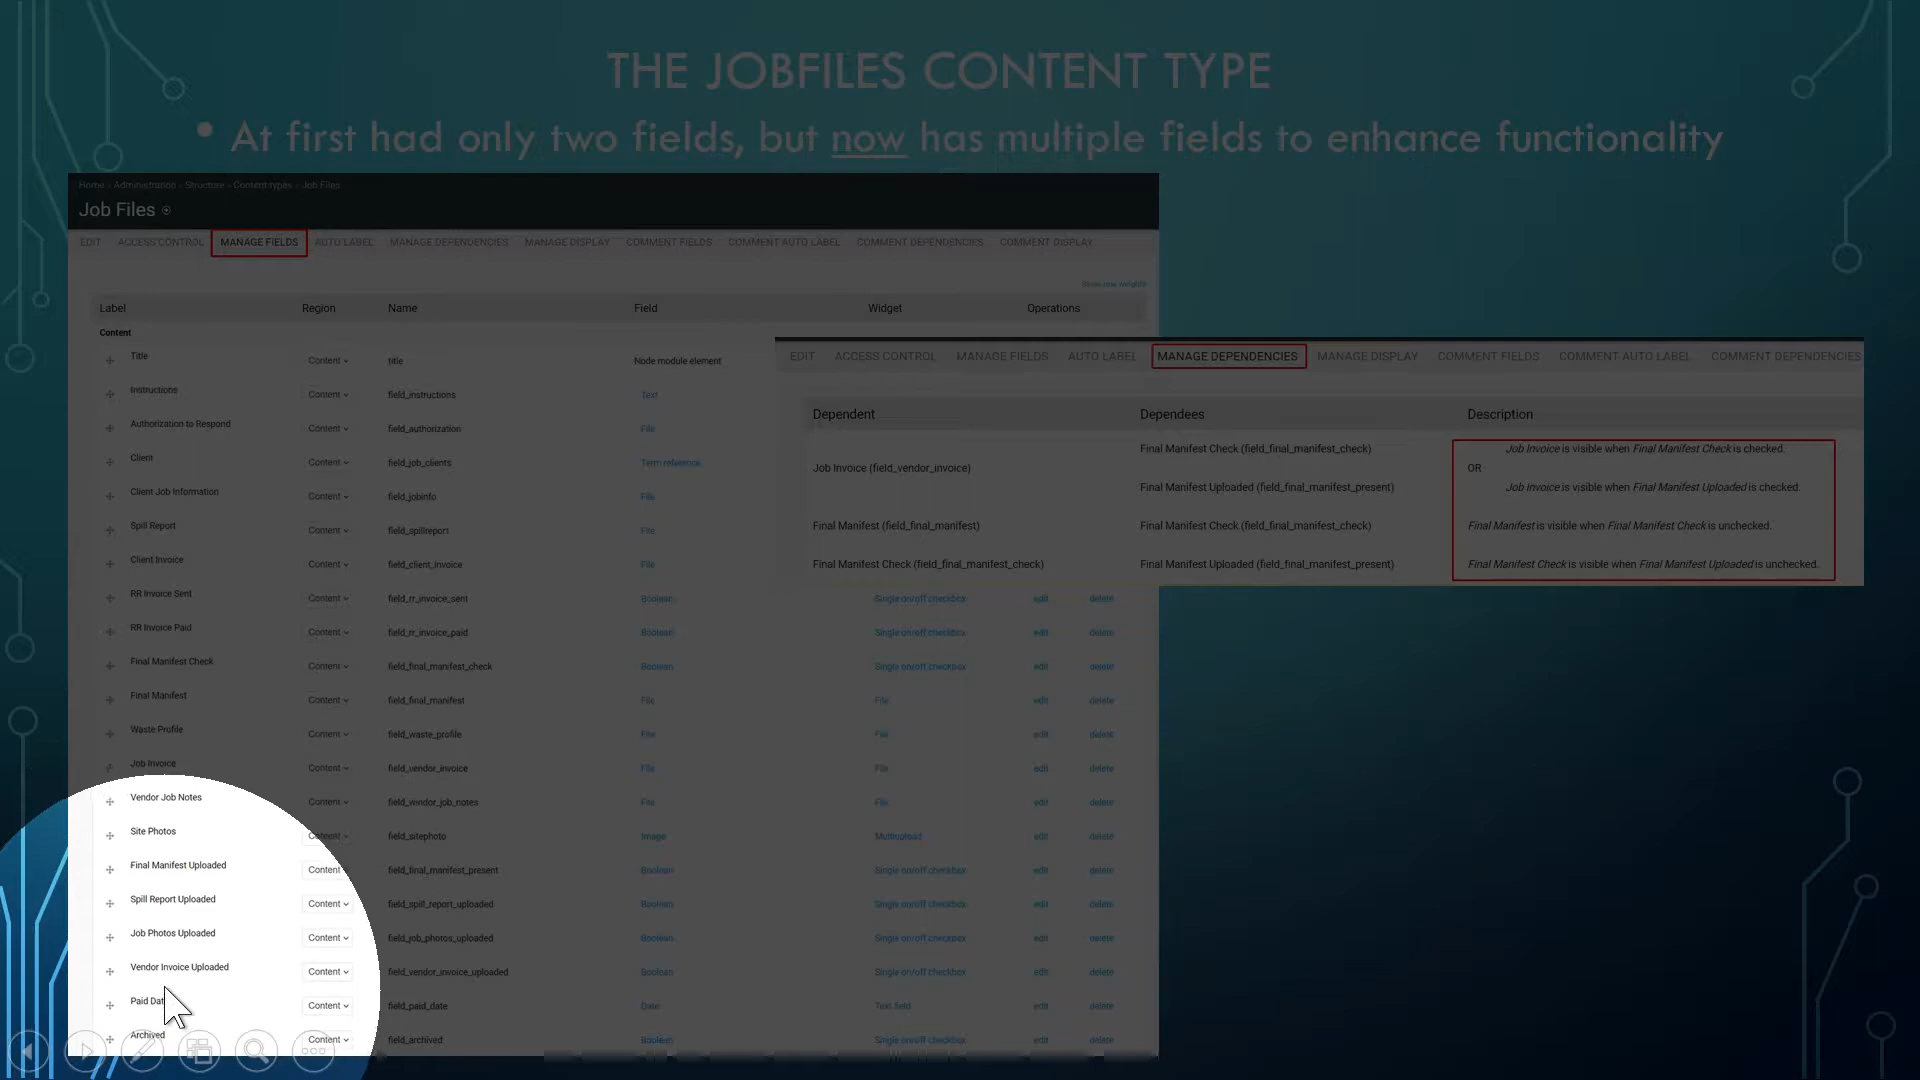 THE JOBFILES CONTENT TYPE
• At first had only two fields, but now has multiple fields to enhance functionality
Home › Administration › Structure › Content types › Job Files
Job Files
EDIT ACCESS CONTROL MANAGE FIELDS AUTO LABEL MANAGE DEPENDENCIES MANAGE DISPLAY COMMENT FIELDS COMMENT AUTO LABEL COMMENT DEPENDENCIES COMMENT DISPLAY
Show row weights
Label Region Name Field Widget Operations
Content
Title Content title Node module element
Instructions Content field_instructions Text
Authorization to Respond Content field_authorization File
Client Content field_job_clients Term reference
Client Job Information Content field_jobinfo File
Spill Report Content field_spillreport File
Client Invoice Content field_client_invoice File
RR Invoice Sent Content field_rr_invoice_sent Boolean Single on/off checkbox edit delete
RR Invoice Paid Content field_rr_invoice_paid Boolean Single on/off checkbox edit delete
Final Manifest Check Content field_final_manifest_check Boolean Single on/off checkbox edit delete
Final Manifest Content field_final_manifest File File edit delete
Waste Profile Content field_waste_profile File File edit delete
Job Invoice Content field_vendor_invoice File File edit delete
Vendor Job Notes Content field_vendor_job_notes File File edit delete
Site Photos Content field_sitephoto Image Multiupload edit delete
Final Manifest Uploaded Content field_final_manifest_present Boolean Single on/off checkbox edit delete
Spill Report Uploaded Content field_spill_report_uploaded Boolean Single on/off checkbox edit delete
Job Photos Uploaded Content field_job_photos_uploaded Boolean Single on/off checkbox edit delete
Vendor Invoice Uploaded Content field_vendor_invoice_uploaded Boolean Single on/off checkbox edit delete
Paid Dat Content field_paid_date Date Text field edit delete
Archived Content field_archived Boolean Single on/off checkbox edit delete
EDIT ACCESS CONTROL MANAGE FIELDS AUTO LABEL MANAGE DEPENDENCIES MANAGE DISPLAY COMMENT FIELDS COMMENT AUTO LABEL COMMENT DEPENDENCIES
Dependent Dependees Description
Final Manifest Check (field_final_manifest_check) Job Invoice is visible when Final Manifest Check is checked.
Job Invoice (field_vendor_invoice) OR
Final Manifest Uploaded (field_final_manifest_present) Job Invoice is visible when Final Manifest Uploaded is checked.
Final Manifest (field_final_manifest) Final Manifest Check (field_final_manifest_check) Final Manifest is visible when Final Manifest Check is unchecked.
Final Manifest Check (field_final_manifest_check) Final Manifest Uploaded (field_final_manifest_present) Final Manifest Check is visible when Final Manifest Uploaded is unchecked.